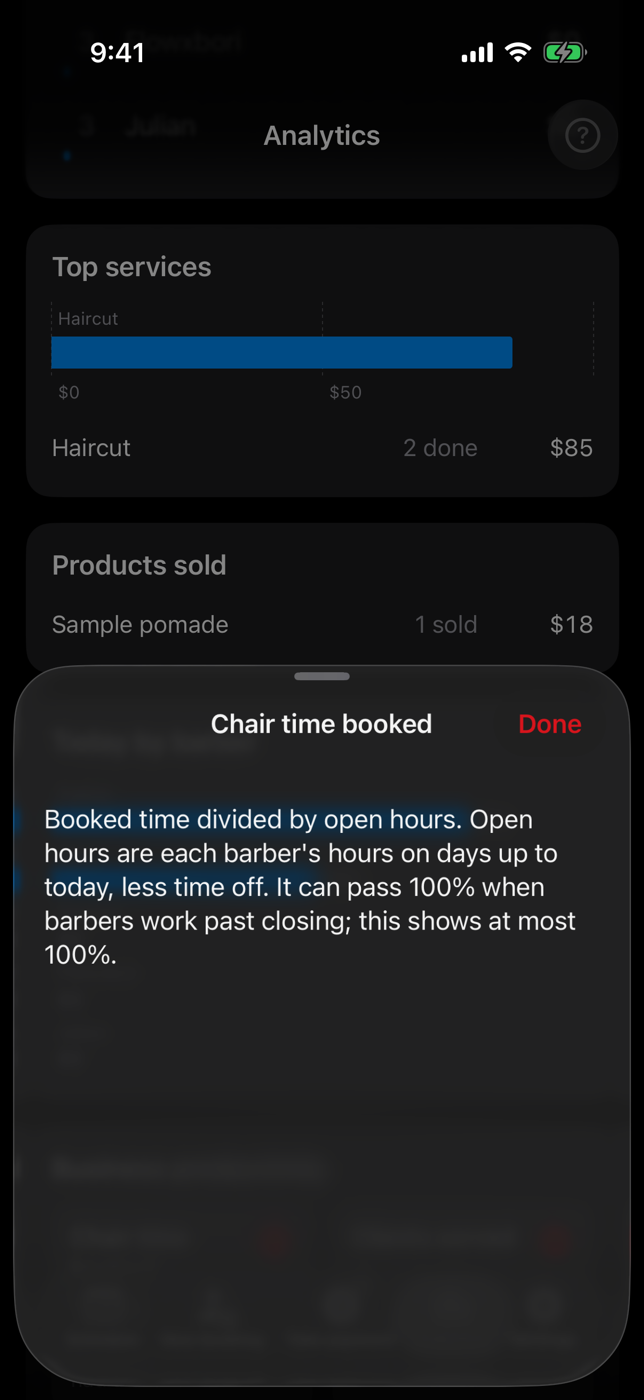 9:41
3 Julian
Analytics
?
Top services
Haircut
$0 $50
Haircut 2 done $85
Products sold
Sample pomade 1 sold $18
Chair time booked Done
Booked time divided by open hours. Open
hours are each barber's hours on days up to
today, less time off. It can pass 100% when
barbers work past closing; this shows at most
100%.